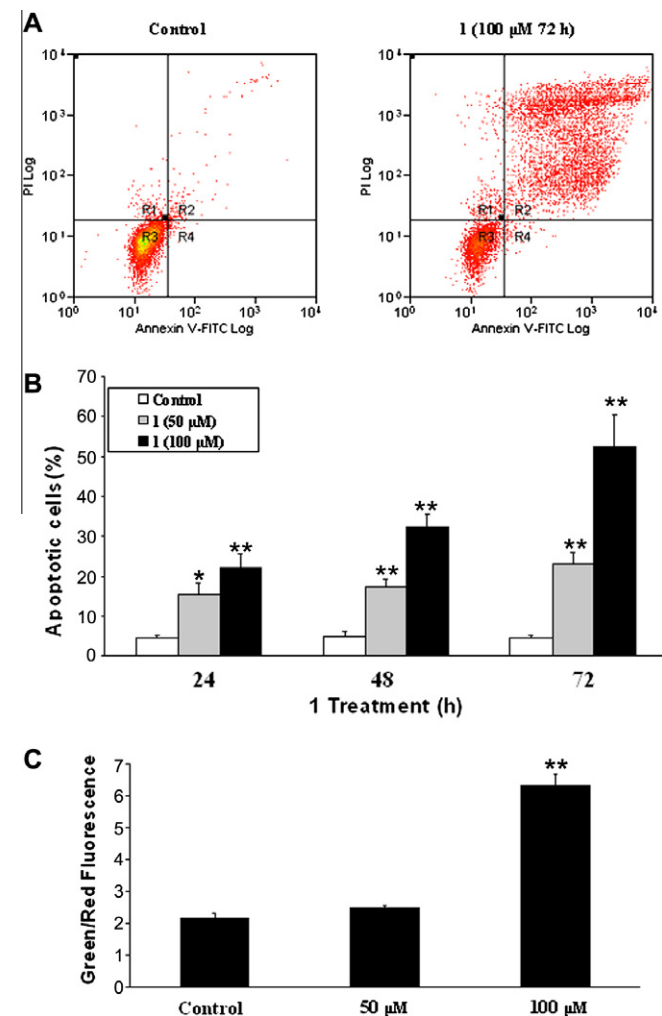 A
Control
1 (100 μM 72 h)
10⁴
10³
10²
10¹
10⁰
PI Log
R1 R2
R3 R4
10⁰ 10¹ 10² 10³ 10⁴
Annexin V-FITC Log
10⁴
10³
10²
10¹
10⁰
PI Log
R1 R2
R3 R4
10⁰ 10¹ 10² 10³ 10⁴
Annexin V-FITC Log
B
70
60
50
40
30
20
10
0
Apoptotic cells (%)
Control
1 (50 μM)
1 (100 μM)
* **
** **
** **
24 48 72
1 Treatment (h)
C
7
6
5
4
3
2
1
0
Green/Red Fluorescence
**
Control 50 μM 100 μM